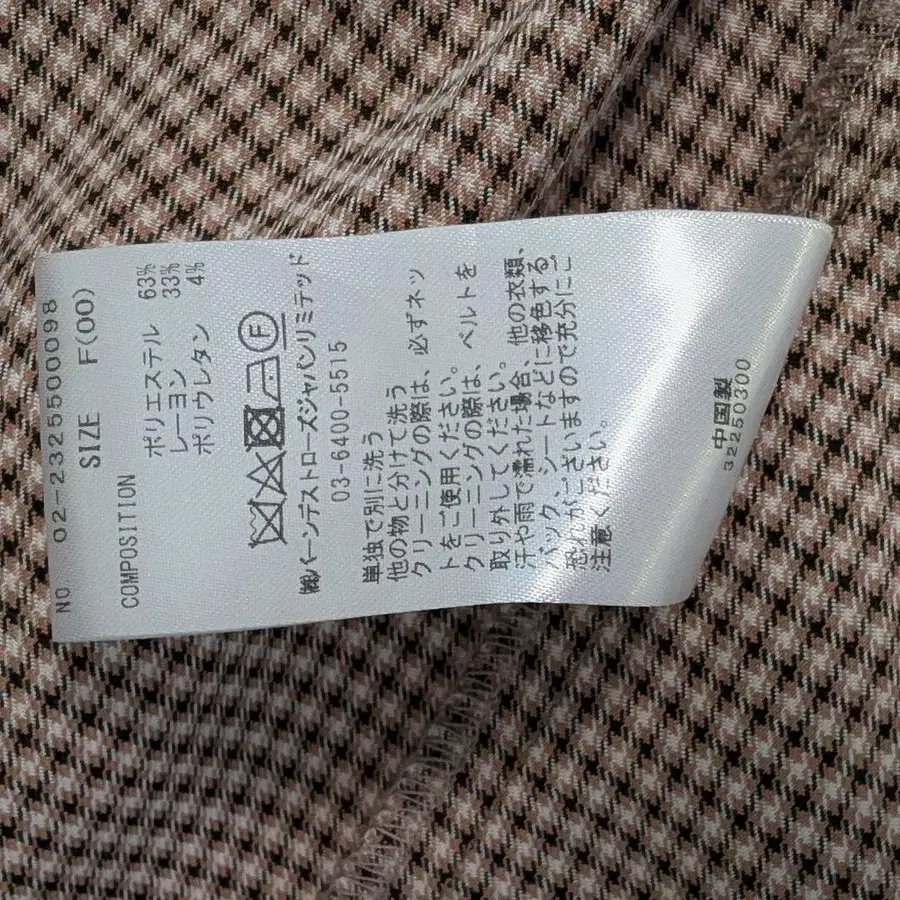 NO 02-2325500098
SIZE F(00)
COMPOSITION
ポリエステル 63%
レーヨン 33%
ポリウレタン 4%
F
㈱バーンデストローズジャパンリミテッド
03-6400-5515
単独で別に洗う
他の物と分けて洗う
クリーニングの際は、必ずネッ
トをご使用ください。
クリーニングの際は、ベルトを
取り外してください。
汗や雨で濡れた場合、他の衣類、
バック、シートなどに移色する
恐れがございますので充分にご
注意ください。
中国製
32250300